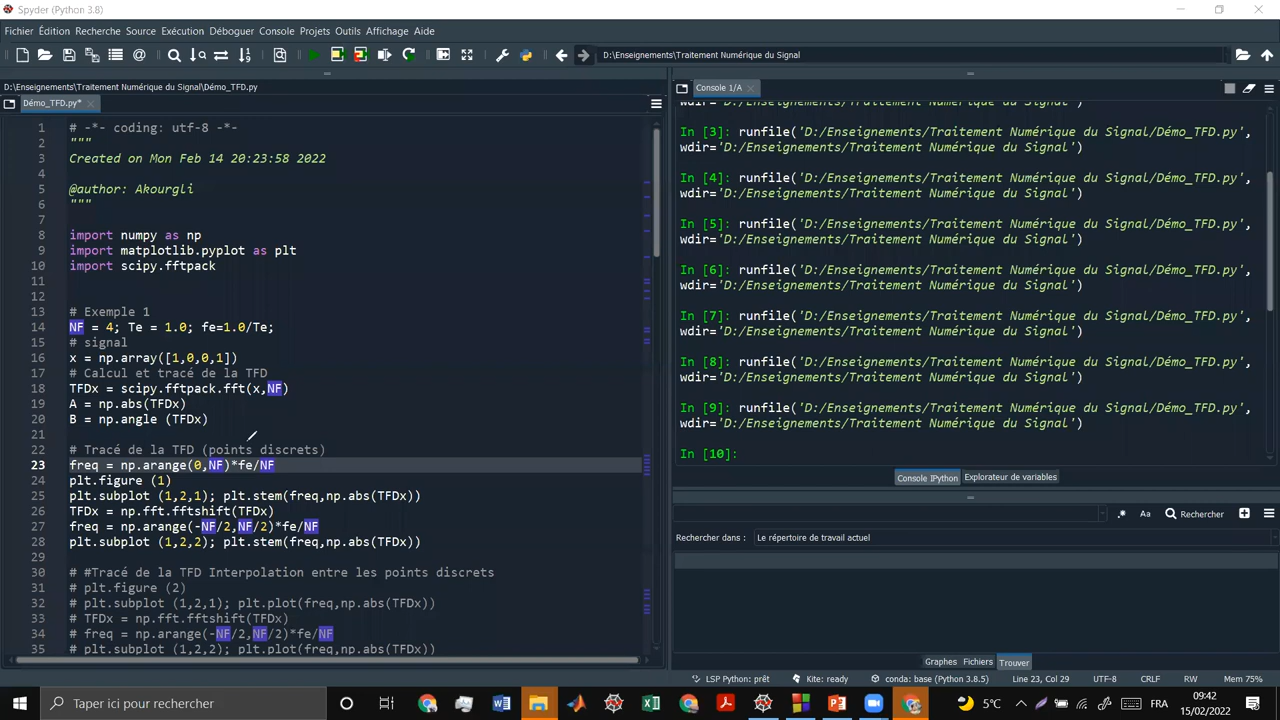 Spyder (Python 3.8)
Fichier Édition Recherche Source Exécution Déboguer Console Projets Outils Affichage Aide
D:\Enseignements\Traitement Numérique du Signal
D:\Enseignements\Traitement Numérique du Signal\Démo_TFD.py
Démo_TFD.py*
1 # -*- coding: utf-8 -*-
2 """
3 Created on Mon Feb 14 20:23:58 2022
4
5 @author: Akourgli
6 """
7
8 import numpy as np
9 import matplotlib.pyplot as plt
10 import scipy.fftpack
11
12
13 # Exemple 1
14 NF = 4; Te = 1.0; fe=1.0/Te;
15 # signal
16 x = np.array([1,0,0,1])
17 # Calcul et tracé de la TFD
18 TFDx = scipy.fftpack.fft(x,NF)
19 A = np.abs(TFDx)
20 B = np.angle (TFDx)
21
22 # Tracé de la TFD (points discrets)
23 freq = np.arange(0,NF)*fe/NF
24 plt.figure (1)
25 plt.subplot (1,2,1); plt.stem(freq,np.abs(TFDx))
26 TFDx = np.fft.fftshift(TFDx)
27 freq = np.arange(-NF/2,NF/2)*fe/NF
28 plt.subplot (1,2,2); plt.stem(freq,np.abs(TFDx))
29
30 # #Tracé de la TFD Interpolation entre les points discrets
31 # plt.figure (2)
32 # plt.subplot (1,2,1); plt.plot(freq,np.abs(TFDx))
33 # TFDx = np.fft.fftshift(TFDx)
34 # freq = np.arange(-NF/2,NF/2)*fe/NF
35 # plt.subplot (1,2,2); plt.plot(freq,np.abs(TFDx))
Console 1/A
wdir='D:/Enseignements/Traitement Numérique du Signal')
In [3]: runfile('D:/Enseignements/Traitement Numérique du Signal/Démo_TFD.py',
wdir='D:/Enseignements/Traitement Numérique du Signal')
In [4]: runfile('D:/Enseignements/Traitement Numérique du Signal/Démo_TFD.py',
wdir='D:/Enseignements/Traitement Numérique du Signal')
In [5]: runfile('D:/Enseignements/Traitement Numérique du Signal/Démo_TFD.py',
wdir='D:/Enseignements/Traitement Numérique du Signal')
In [6]: runfile('D:/Enseignements/Traitement Numérique du Signal/Démo_TFD.py',
wdir='D:/Enseignements/Traitement Numérique du Signal')
In [7]: runfile('D:/Enseignements/Traitement Numérique du Signal/Démo_TFD.py',
wdir='D:/Enseignements/Traitement Numérique du Signal')
In [8]: runfile('D:/Enseignements/Traitement Numérique du Signal/Démo_TFD.py',
wdir='D:/Enseignements/Traitement Numérique du Signal')
In [9]: runfile('D:/Enseignements/Traitement Numérique du Signal/Démo_TFD.py',
wdir='D:/Enseignements/Traitement Numérique du Signal')
In [10]:
Console IPython Explorateur de variables
.* Aa Rechercher
Rechercher dans : Le répertoire de travail actuel
Graphes Fichiers Trouver
LSP Python: prêt Kite: ready conda: base (Python 3.8.5) Line 23, Col 29 UTF-8 CRLF RW Mem 75%
Taper ici pour rechercher
5°C FRA 09:42
15/02/2022